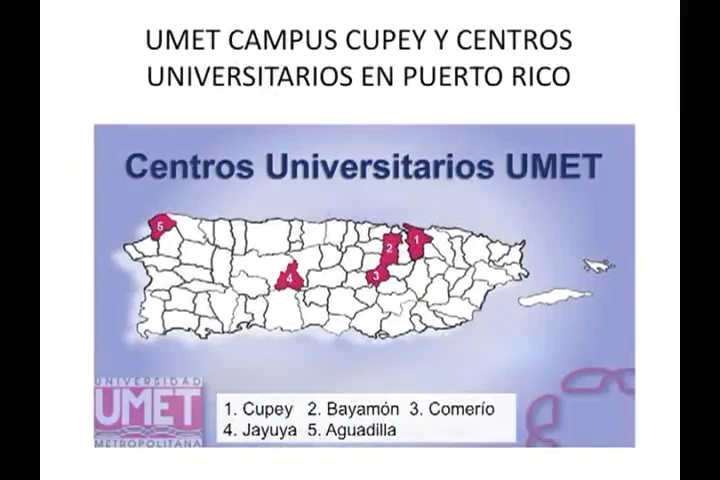 UMET CAMPUS CUPEY Y CENTROS
UNIVERSITARIOS EN PUERTO RICO
Centros Universitarios UMET
5
1
2
3
4
UNIVERSIDAD
UMET
METROPOLITANA
1. Cupey 2. Bayamón 3. Comerío
4. Jayuya 5. Aguadilla